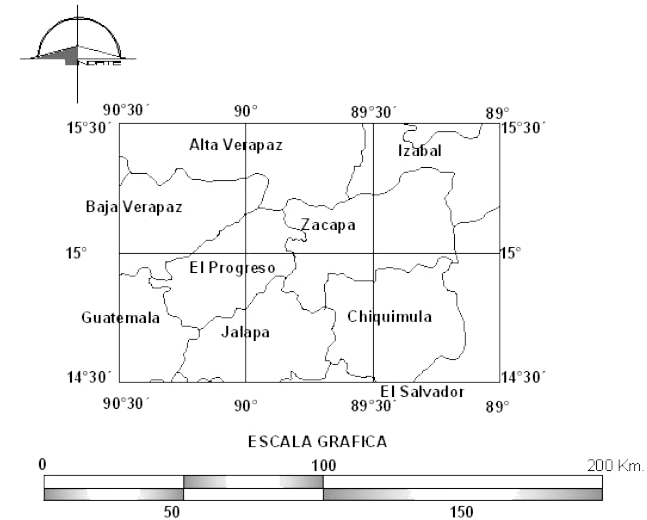 NORTE
90°30´ 90° 89°30´ 89°
15°30´ 15°30´
Alta Verapaz
Izabal
Baja Verapaz
Zacapa
15° 15°
El Progreso
Guatemala
Jalapa
Chiquimula
14°30´ 14°30´
El Salvador
90°30´ 90° 89°30´ 89°
ESCALA GRAFICA
0 100 200 Km.
50 150